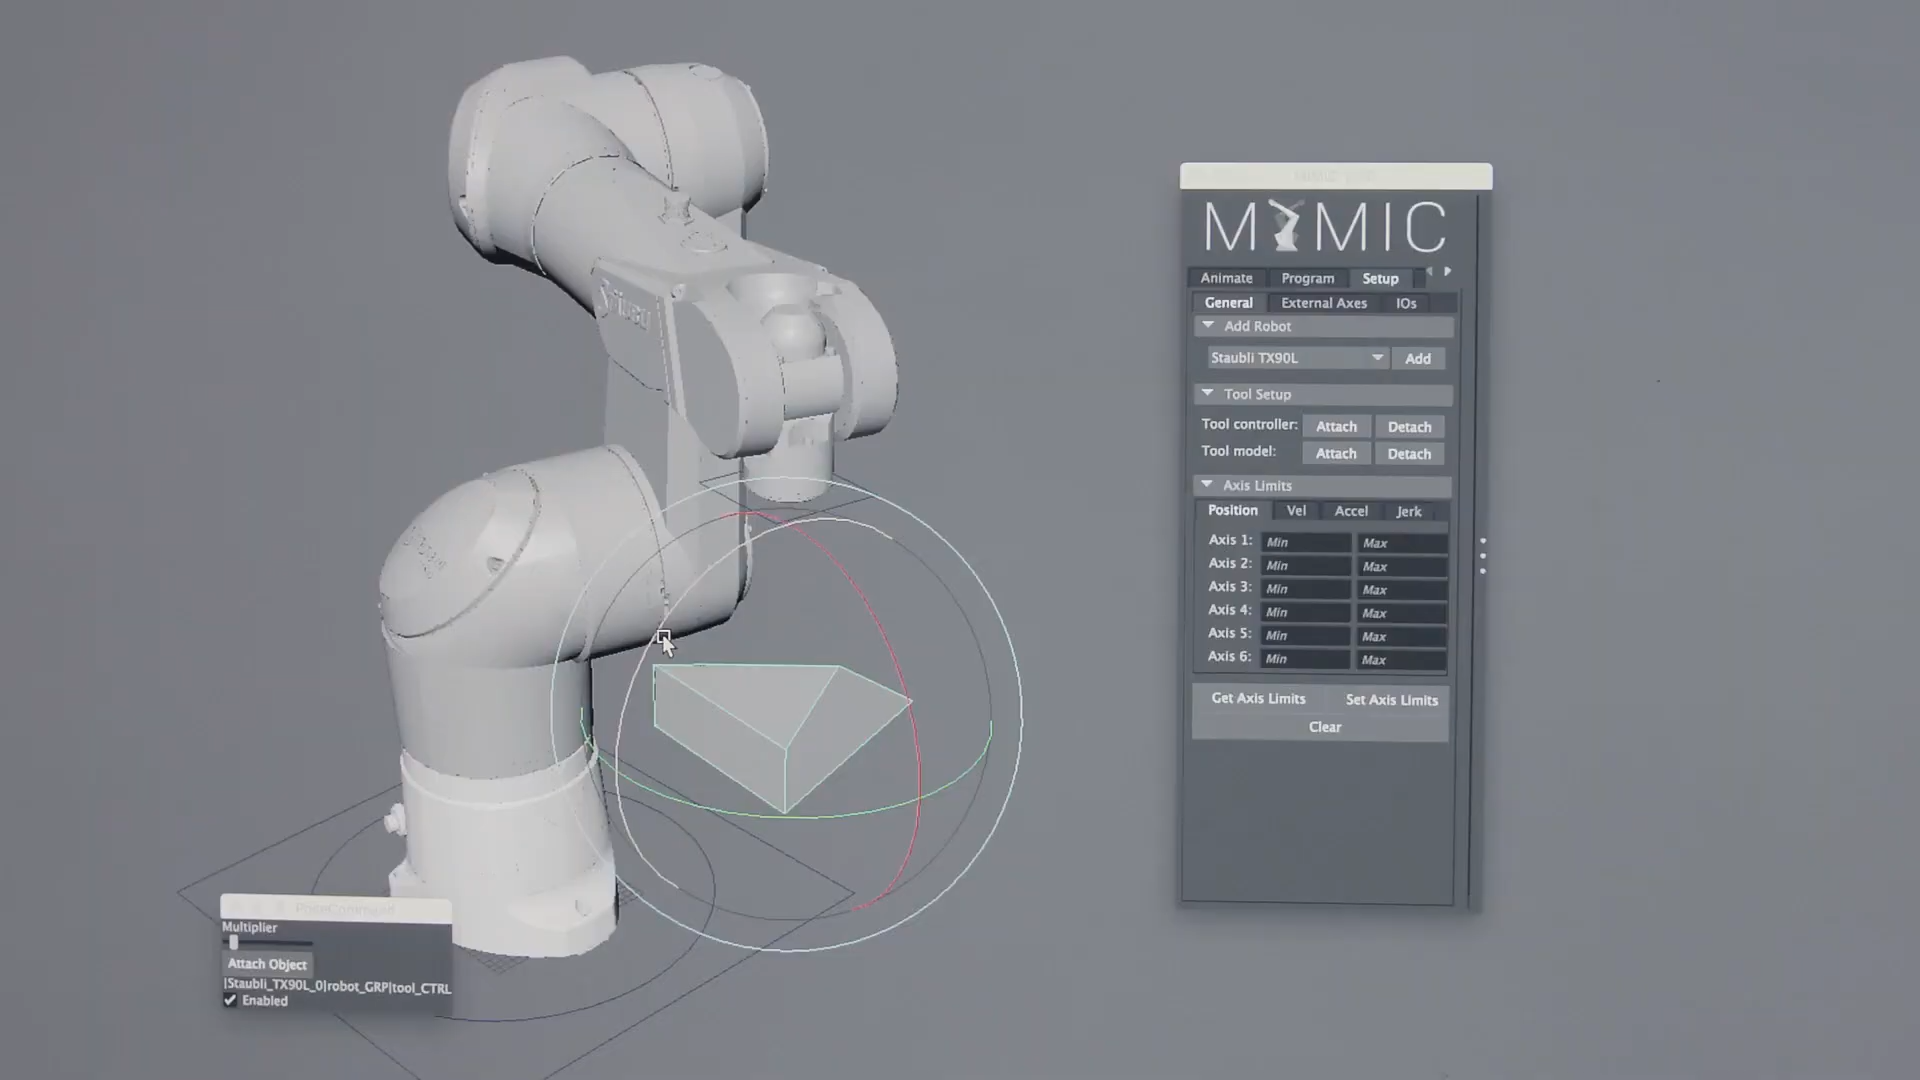 MIMIC
Animate Program Setup
General External Axes IOs
Add Robot
Staubli TX90L Add
Tool Setup
Tool controller: Attach Detach
Tool model: Attach Detach
Axis Limits
Position Vel Accel Jerk
Axis 1: Min Max
Axis 2: Min Max
Axis 3: Min Max
Axis 4: Min Max
Axis 5: Min Max
Axis 6: Min Max
Get Axis Limits Set Axis Limits
Clear
Multiplier
Attach Object
|Staubli_TX90L_0|robot_GRP|tool_CTRL
Enabled